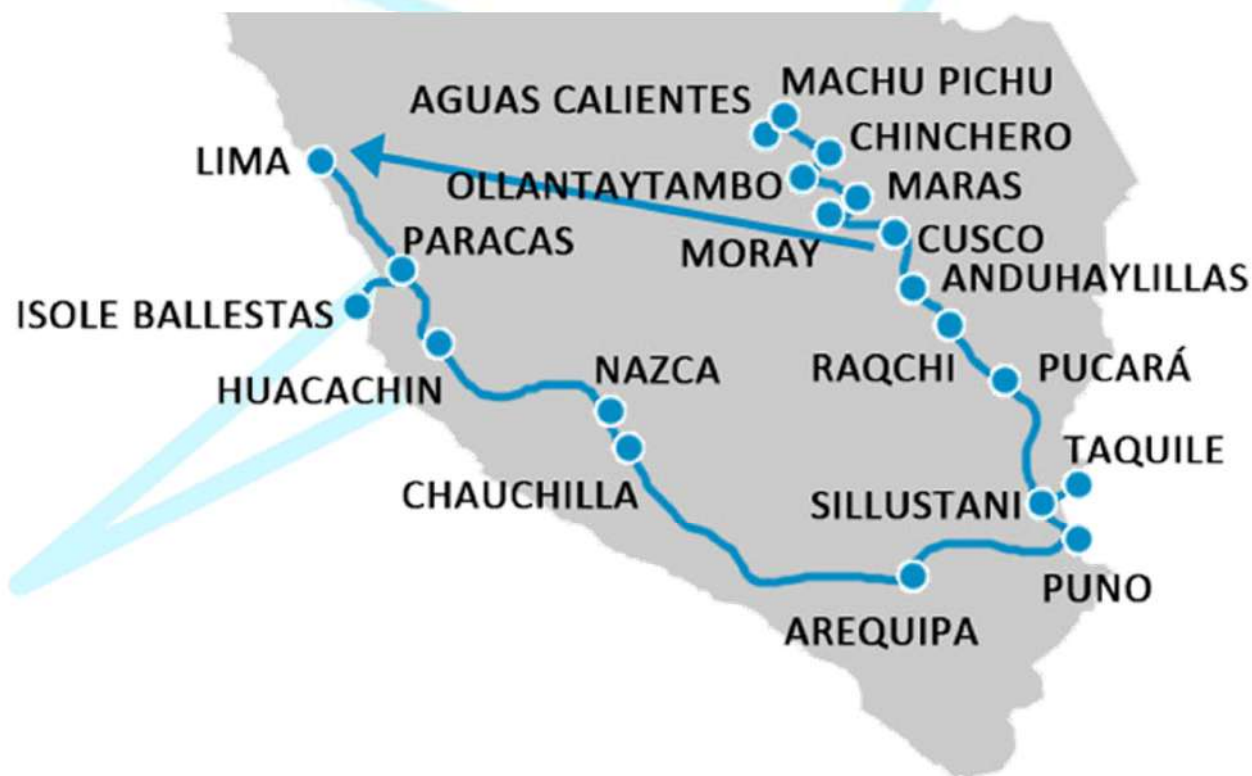 MACHU PICHU
AGUAS CALIENTES
CHINCHERO
LIMA
OLLANTAYTAMBO
MARAS
PARACAS
MORAY
CUSCO
ANDUHAYLILLAS
ISOLE BALLESTAS
HUACACHIN
NAZCA
RAQCHI
PUCARÁ
TAQUILE
CHAUCHILLA
SILLUSTANI
PUNO
AREQUIPA